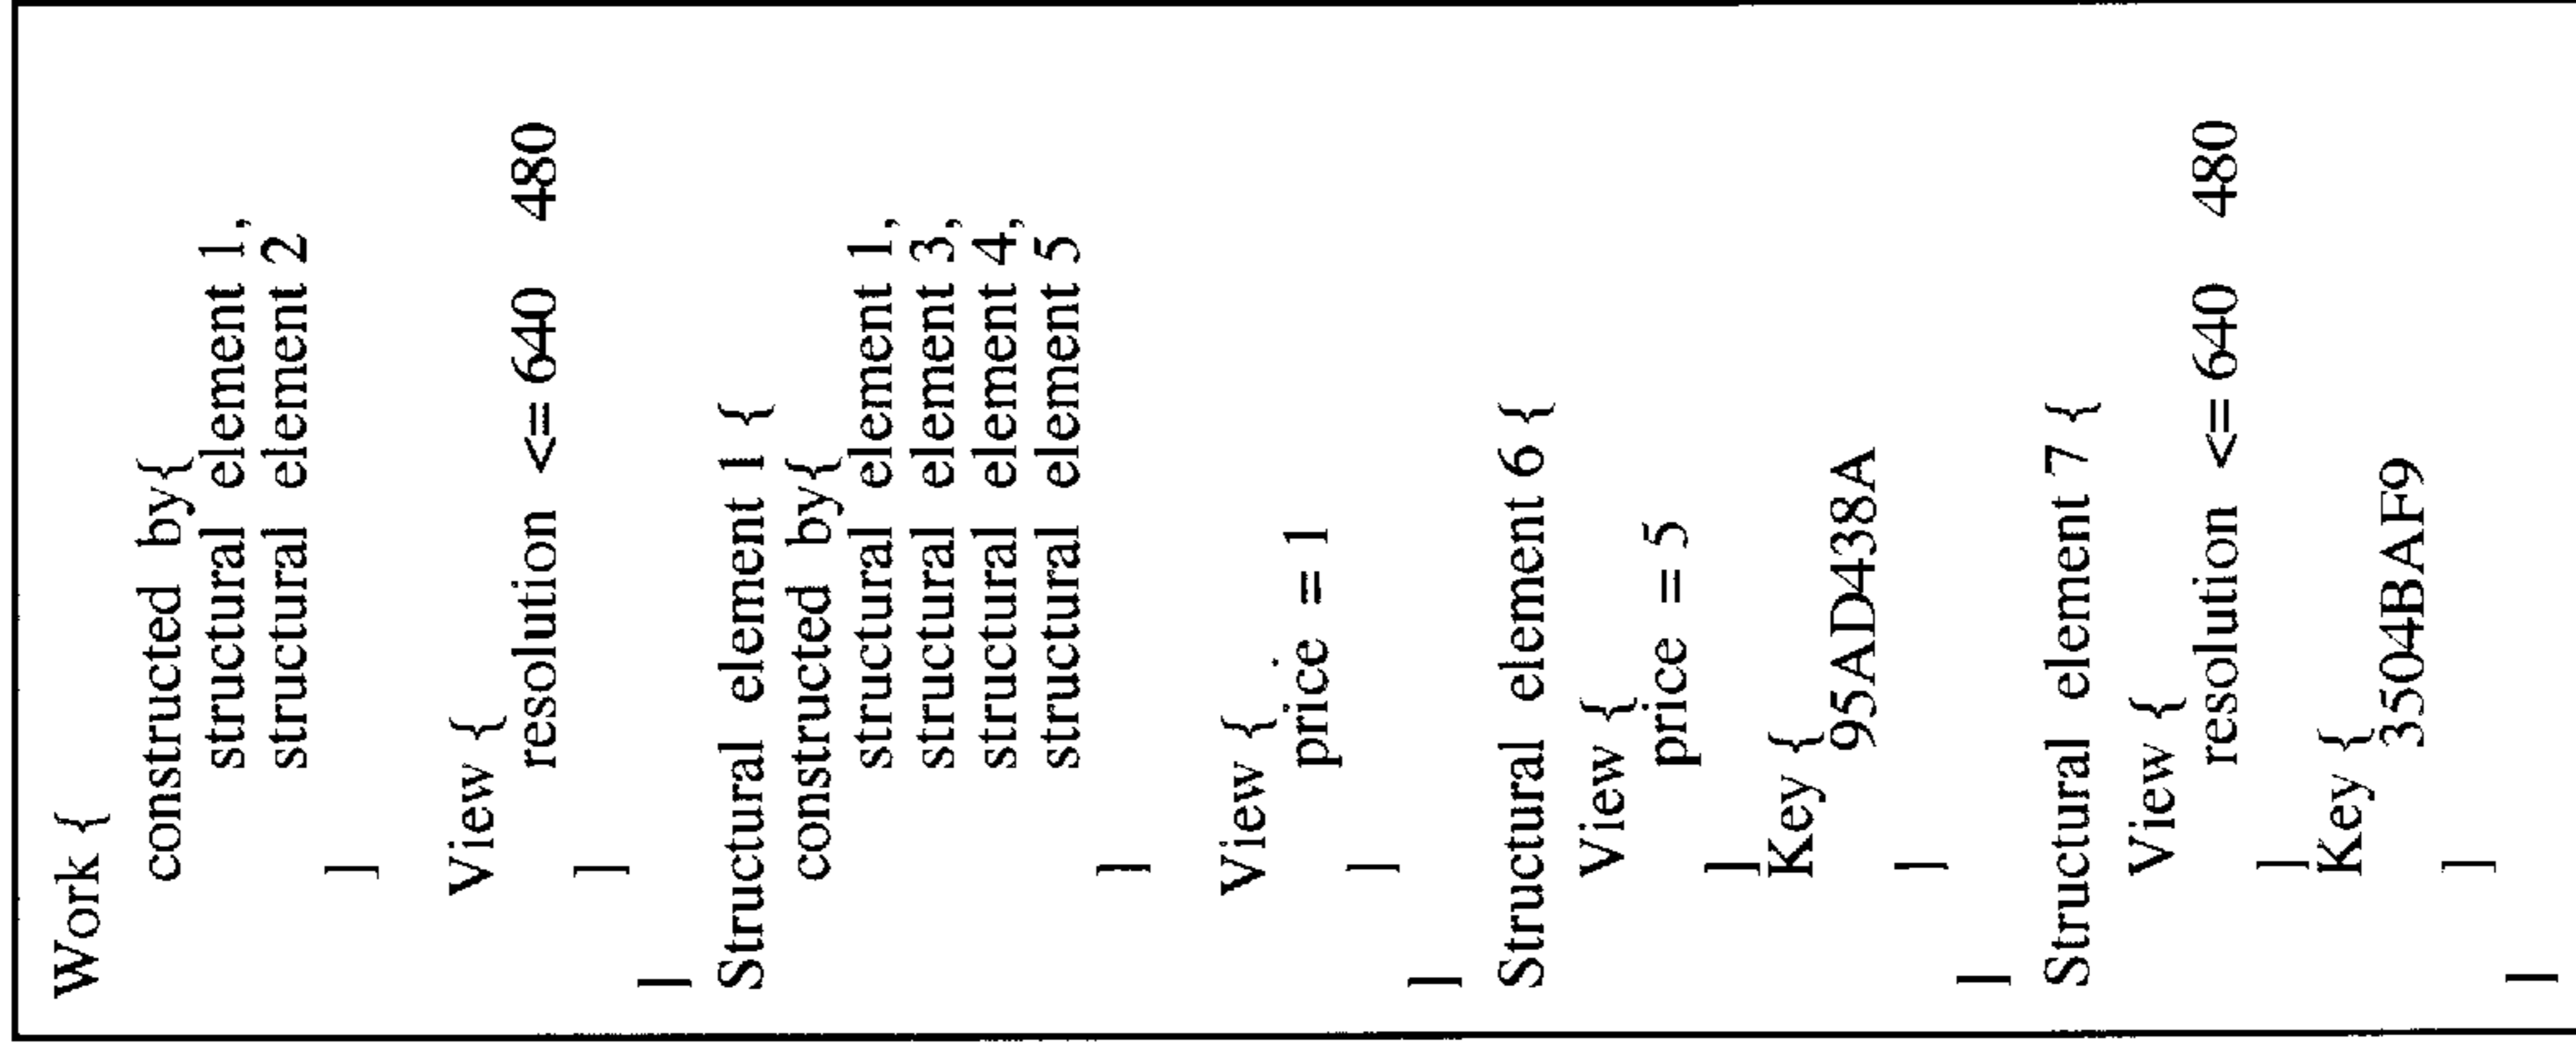 Work {
constructed by{
structural element 1,
structural element 2
]
View {
resolution <= 640 480
]
]
Structural element 1 {
constructed by{
structural element 1,
structural element 3,
structural element 4,
structural element 5
]
View {
price = 1
]
]
Structural element 6 {
View {
price = 5
]
Key {
95AD438A
]
]
Structural element 7 {
View {
resolution <= 640 480
]
Key {
3504BAF9
]
]